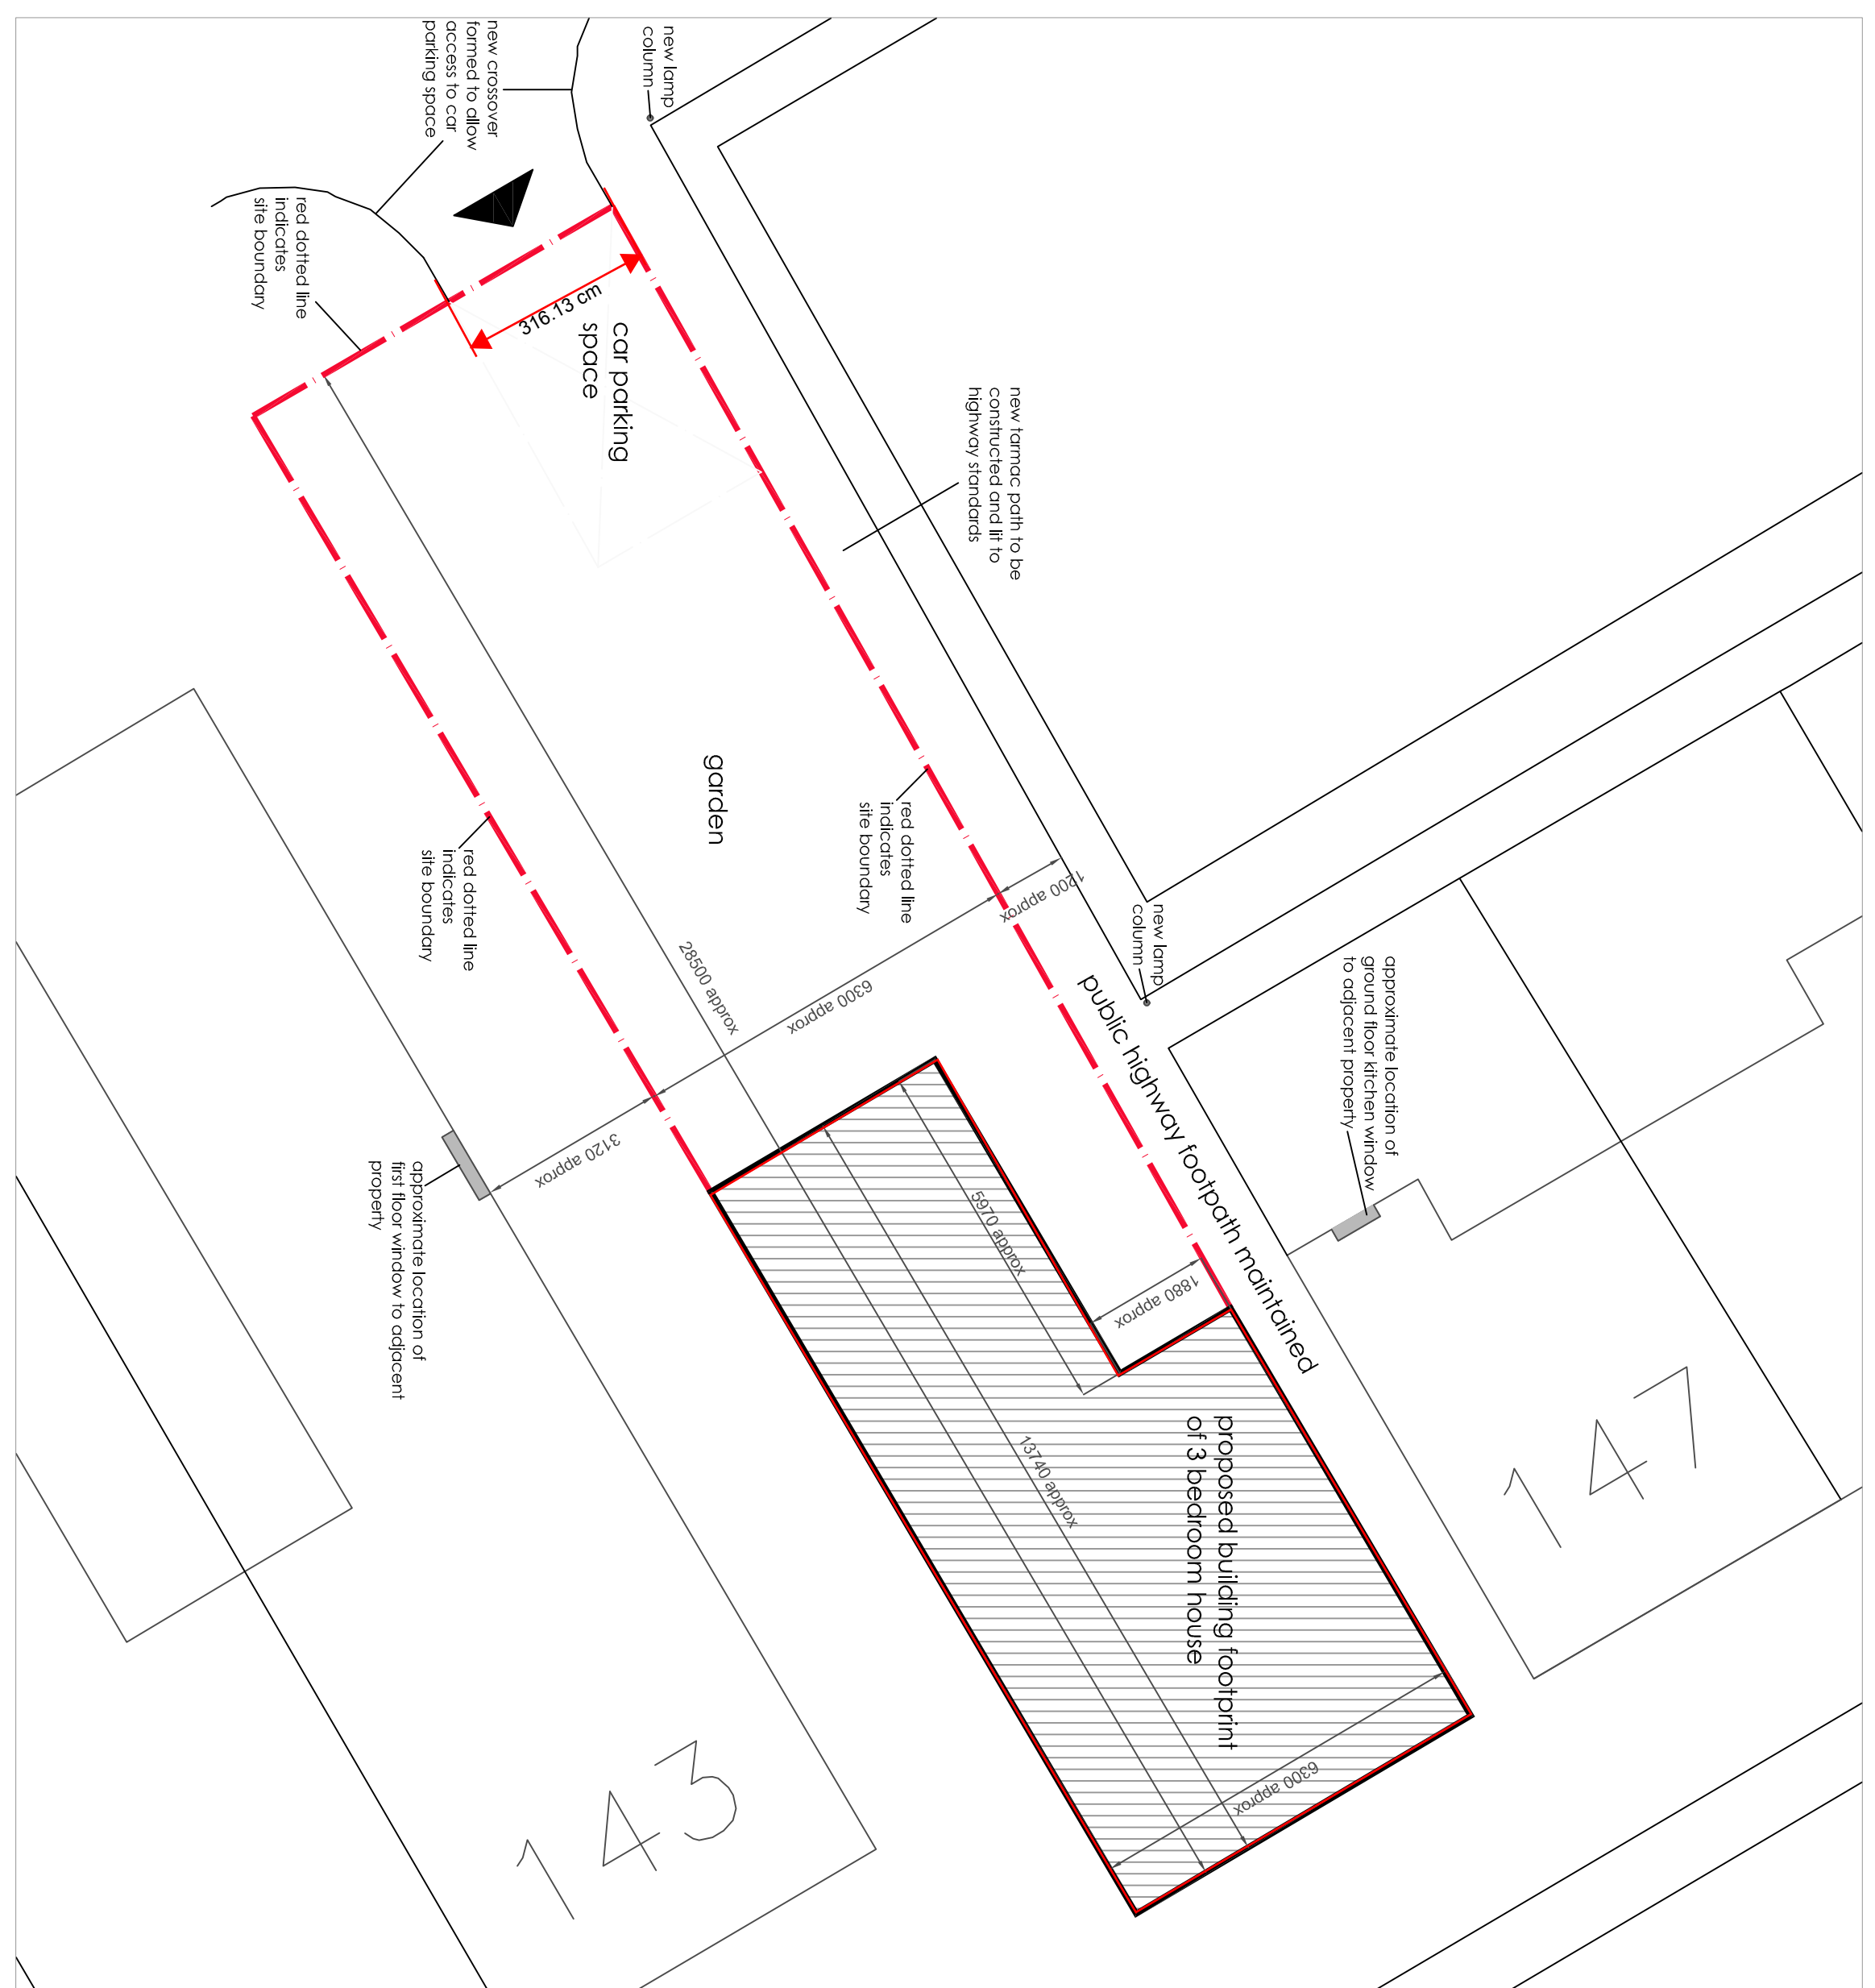 new crossover
formed to allow
access to car
parking space
new lamp
column
red dotted line
indicates
site boundary
316.13 cm
car parking
space
new tarmac path to be
constructed and lit to
highway standards
garden
red dotted line
indicates
site boundary
red dotted line
indicates
site boundary
1200 approx
new lamp
column
28500 approx
6300 approx
3120 approx
public highway footpath maintained
approximate location of
ground floor kitchen window
to adjacent property
approximate location of
first floor window to adjacent
property
5970 approx
1880 approx
13740 approx
proposed building footprint
of 3 bedroom house
6300 approx
147
143